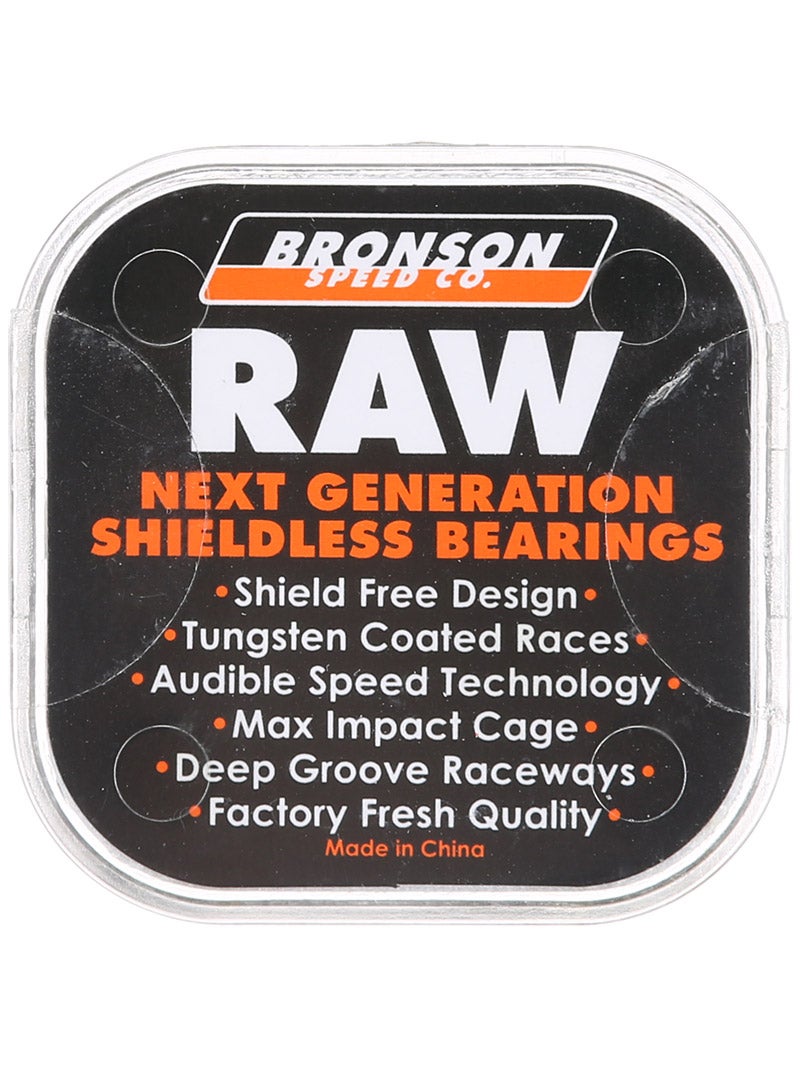 BRONSON
SPEED CO.
RAW
NEXT GENERATION
SHIELDLESS BEARINGS
•Shield Free Design•
•Tungsten Coated Races•
•Audible Speed Technology•
•Max Impact Cage•
•Deep Groove Raceways•
•Factory Fresh Quality•
Made in China